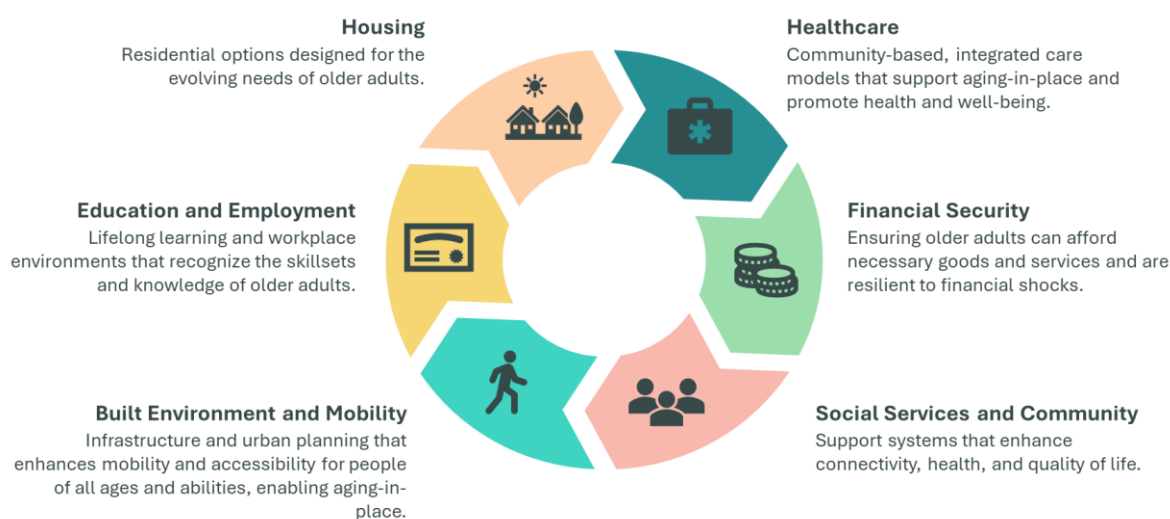 Housing
Residential options designed for the
evolving needs of older adults.
Healthcare
Community-based, integrated care
models that support aging-in-place and
promote health and well-being.
Education and Employment
Lifelong learning and workplace
environments that recognize the skillsets
and knowledge of older adults.
Financial Security
Ensuring older adults can afford
necessary goods and services and are
resilient to financial shocks.
Built Environment and Mobility
Infrastructure and urban planning that
enhances mobility and accessibility for people
of all ages and abilities, enabling aging-in-
place.
Social Services and Community
Support systems that enhance
connectivity, health, and quality of life.